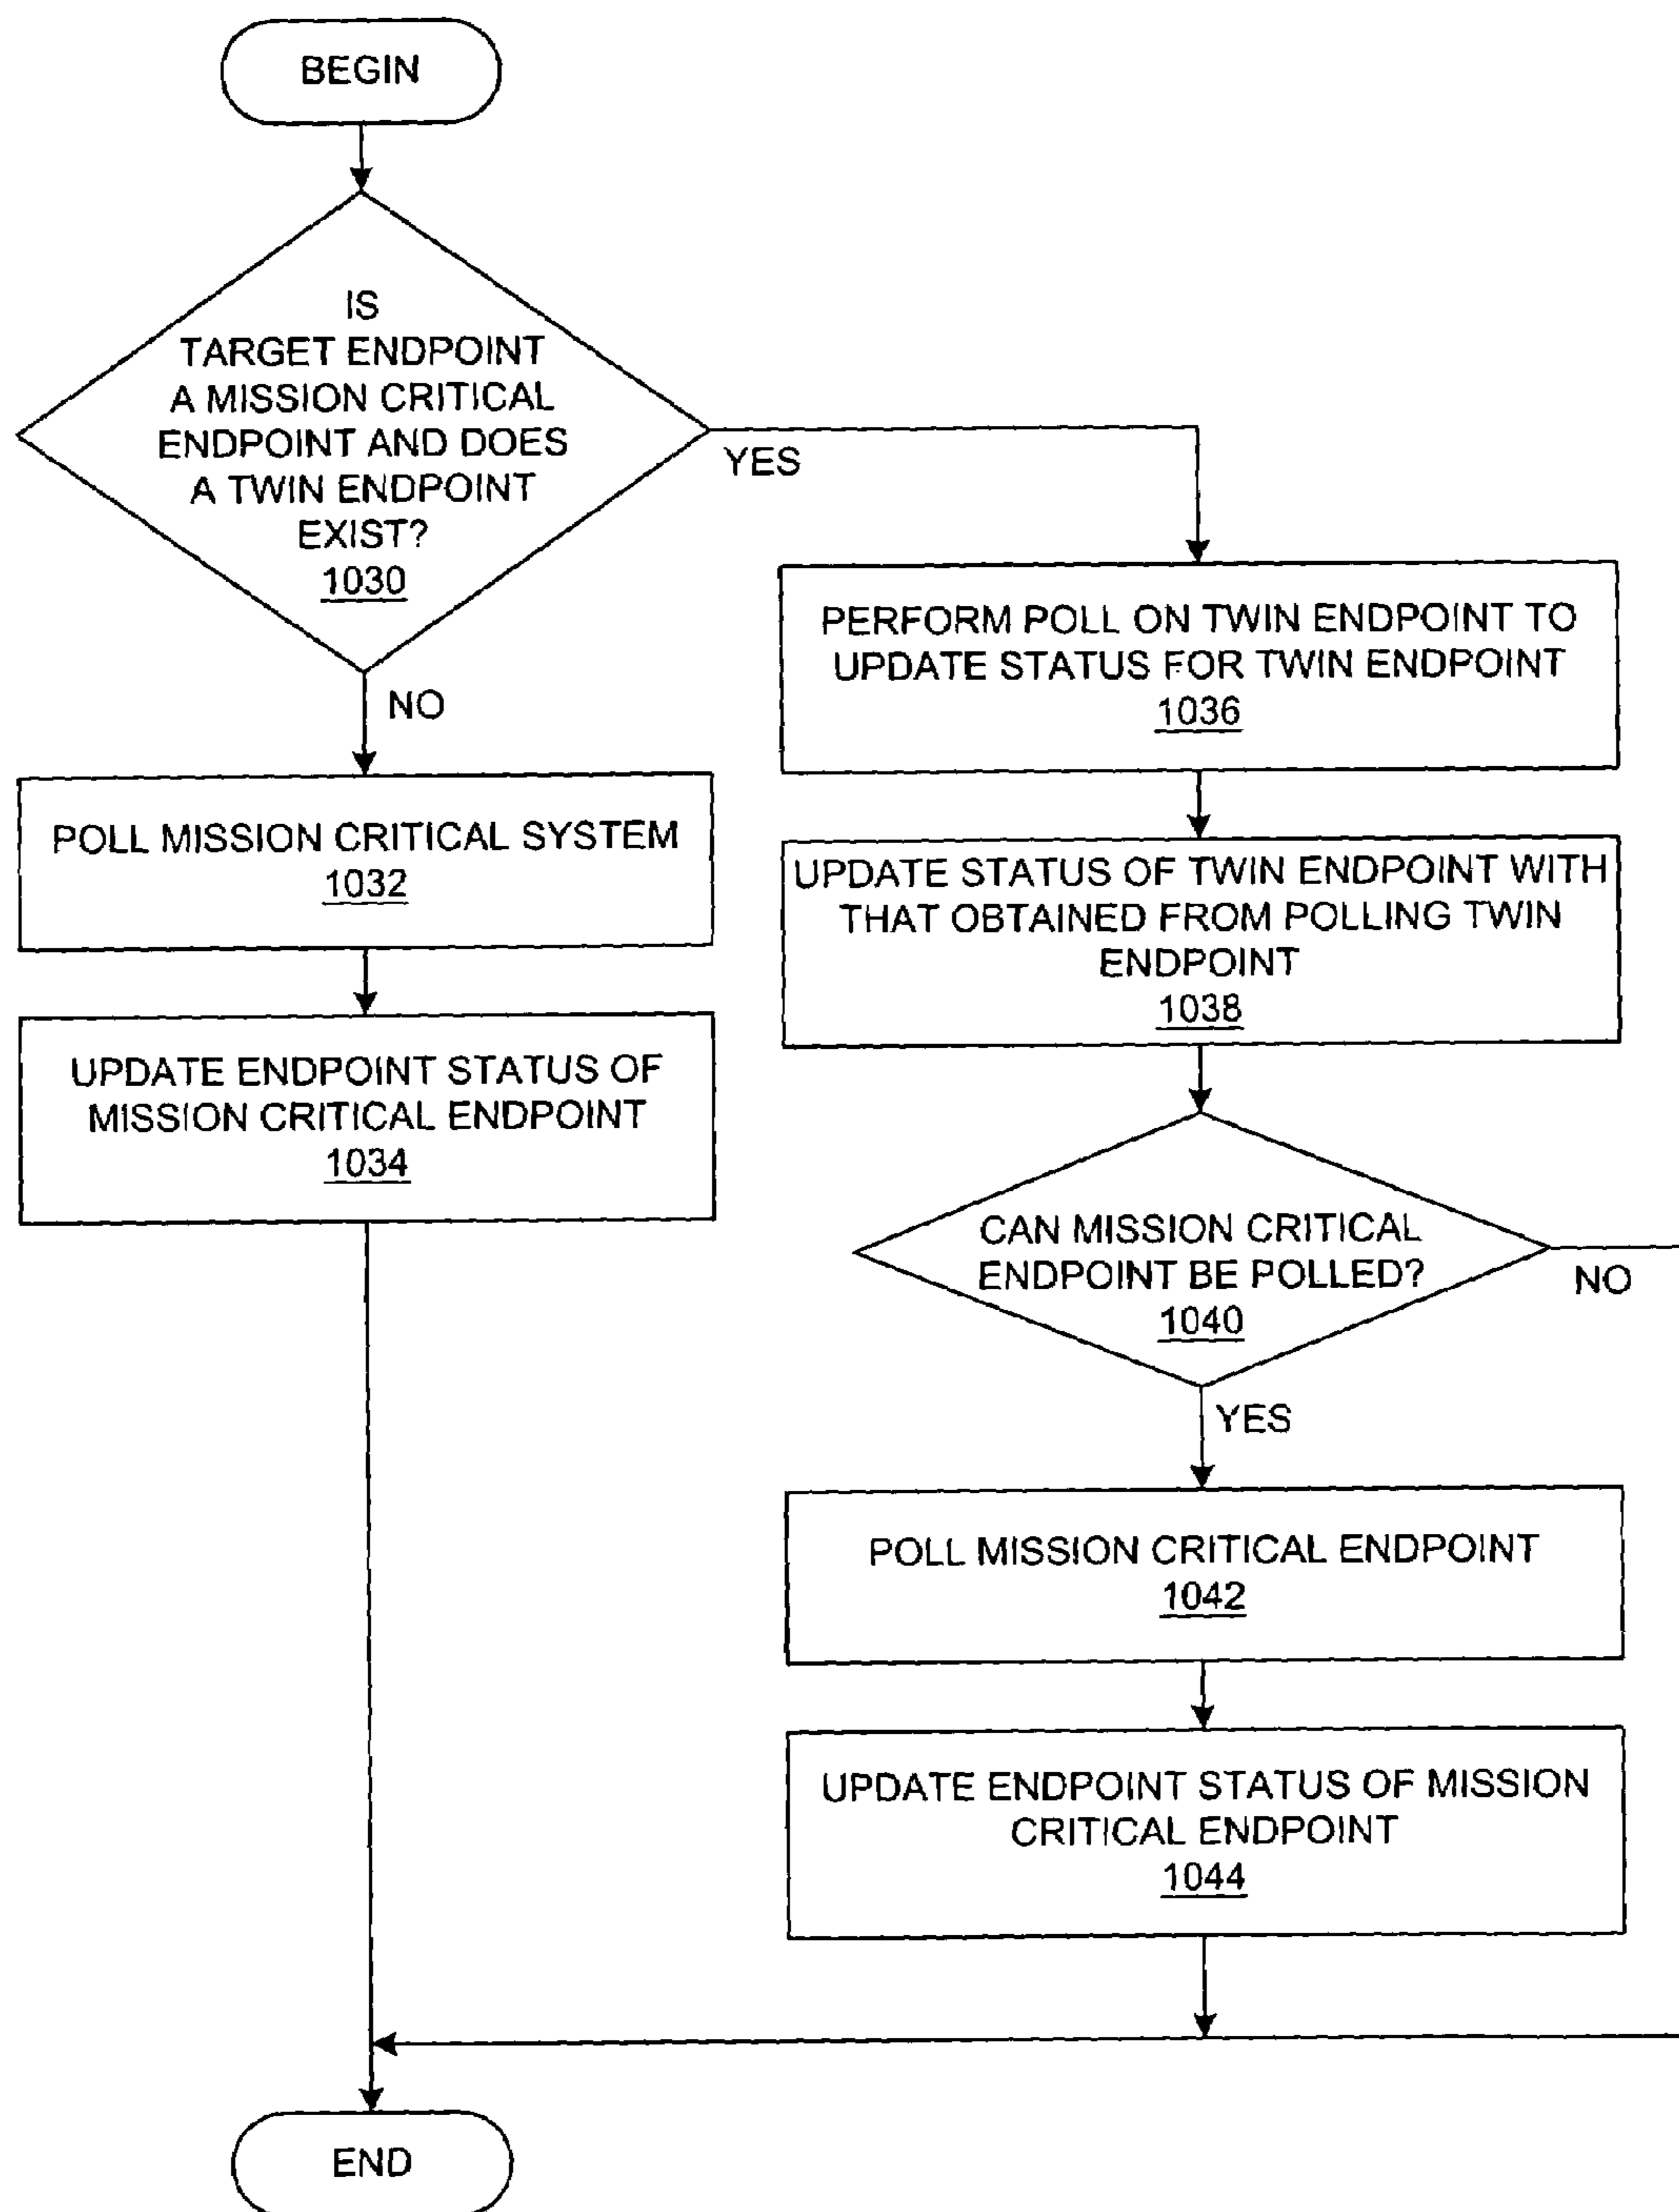 BEGIN
IS
TARGET ENDPOINT
A MISSION CRITICAL
ENDPOINT AND DOES
A TWIN ENDPOINT
EXIST?
1030
YES
NO
POLL MISSION CRITICAL SYSTEM
1032
UPDATE ENDPOINT STATUS OF
MISSION CRITICAL ENDPOINT
1034
PERFORM POLL ON TWIN ENDPOINT TO
UPDATE STATUS FOR TWIN ENDPOINT
1036
UPDATE STATUS OF TWIN ENDPOINT WITH
THAT OBTAINED FROM POLLING TWIN
ENDPOINT
1038
CAN MISSION CRITICAL
ENDPOINT BE POLLED?
1040
NO
YES
POLL MISSION CRITICAL ENDPOINT
1042
UPDATE ENDPOINT STATUS OF MISSION
CRITICAL ENDPOINT
1044
END